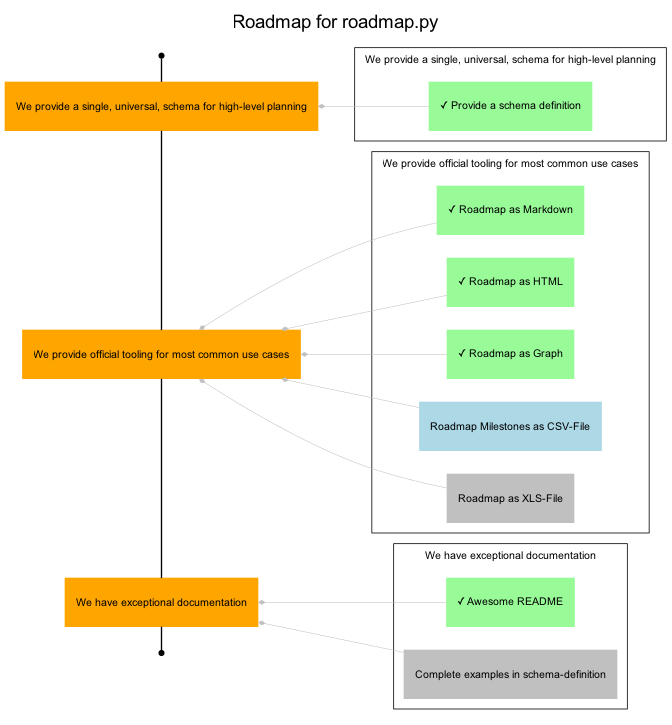 Roadmap for roadmap.py
We provide a single, universal, schema for high-level planning
We provide a single, universal, schema for high-level planning
✓ Provide a schema definition
We provide official tooling for most common use cases
✓ Roadmap as Markdown
✓ Roadmap as HTML
We provide official tooling for most common use cases
✓ Roadmap as Graph
Roadmap Milestones as CSV-File
Roadmap as XLS-File
We have exceptional documentation
We have exceptional documentation
✓ Awesome README
Complete examples in schema-definition